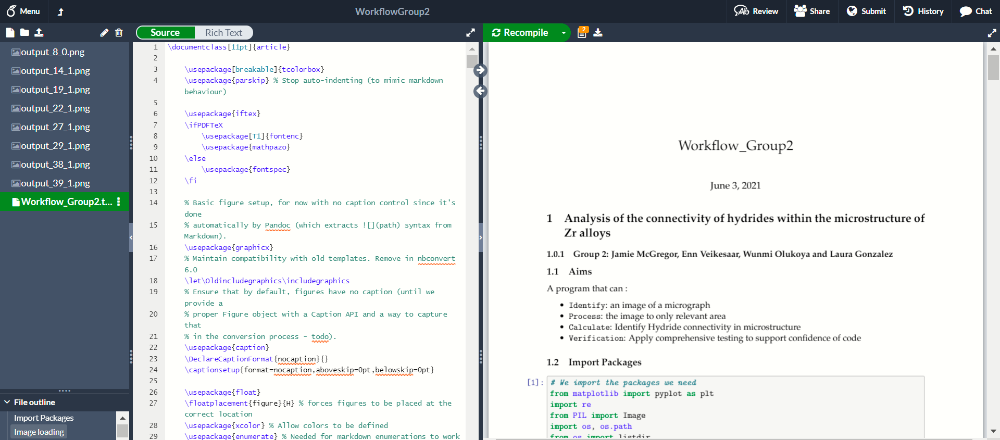 Menu
WorkflowGroup2
Ab Review
Share
Submit
History
Chat
Source
Rich Text
Recompile
2
output_8_0.png
output_14_1.png
output_19_1.png
output_22_1.png
output_27_1.png
output_29_1.png
output_38_1.png
output_39_1.png
Workflow_Group2.t...
File outline
Import Packages
Image loading
1 \documentclass[11pt]{article}
2
3 \usepackage[breakable]{tcolorbox}
4 \usepackage{parskip} % Stop auto-indenting (to mimic markdown
behaviour)
5
6 \usepackage{iftex}
7 \ifPDFTeX
8 \usepackage[T1]{fontenc}
9 \usepackage{mathpazo}
10 \else
11 \usepackage{fontspec}
12 \fi
13
14 % Basic figure setup, for now with no caption control since it's
done
15 % automatically by Pandoc (which extracts ![](path) syntax from
Markdown).
16 \usepackage{graphicx}
17 % Maintain compatibility with old templates. Remove in nbconvert
6.0
18 \let\Oldincludegraphics\includegraphics
19 % Ensure that by default, figures have no caption (until we
provide a
20 % proper Figure object with a Caption API and a way to capture
that
21 % in the conversion process - todo).
22 \usepackage{caption}
23 \DeclareCaptionFormat{nocaption}{}
24 \captionsetup{format=nocaption,aboveskip=0pt,belowskip=0pt}
25
26 \usepackage{float}
27 \floatplacement{figure}{H} % forces figures to be placed at the
correct location
28 \usepackage{xcolor} % Allow colors to be defined
29 \usepackage{enumerate} % Needed for markdown enumerations to work
Workflow_Group2
June 3, 2021
1 Analysis of the connectivity of hydrides within the microstructure of
Zr alloys
1.0.1 Group 2: Jamie McGregor, Enn Veikesaar, Wunmi Olukoya and Laura Gonzalez
1.1 Aims
A program that can :
• Identify: an image of a micrograph
• Process: the image to only relevant area
• Calculate: Identify Hydride connectivity in microstructure
• Verification: Apply comprehensive testing to support confidence of code
1.2 Import Packages
[1]: # We import the packages we need
from matplotlib import pyplot as plt
import re
from PIL import Image
import os, os.path
from os import listdir